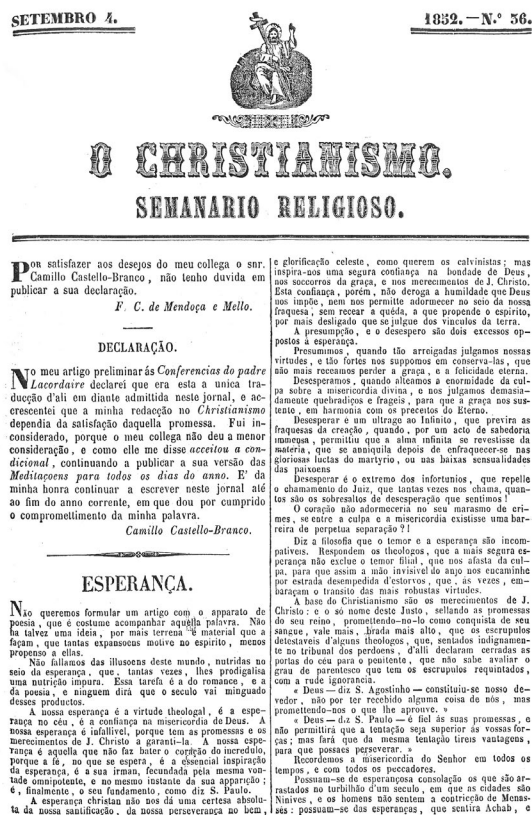 SETEMBRO 4.
1852.—N.º 36.
O CHRISTIANISMO.
SEMANARIO RELIGIOSO.
POR satisfazer aos desejos do meu collega o snr.
Camillo Castello-Branco, não tenho duvida em
publicar a sua declaração.
F. C. de Mendoça e Mello.
DECLARAÇÃO.
NO meu artigo preliminar ás Conferencias do padre
Lacordaire declarei que era esta a unica tra-
ducção d'ali em diante admittida neste jornal, e ac-
crescentei que a minha redacção no Christianismo
dependia da satisfação daquella promessa. Fui in-
considerado, porque o meu collega não deu a menor
consideração, e como elle me disse acceitou a con-
dicional, continuando a publicar a sua versão das
Meditaçoens para todos os dias do anno. E' da
minha honra continuar a escrever neste jornal até
ao fim do anno corrente, em que dou por cumprido
o compromettimento da minha palavra.
Camillo Castello-Branco.
ESPERANÇA.
Não queremos formular um artigo com o apparato de
poesia, que é costume acompanhar aquella palavra. Não
ha talvez uma ideia, por mais terrena e material que a
façam, que tantas expansoens motive no espirito, menos
propenso a ellas.
Não fallamos das illusoens deste mundo, nutridas no
seio da esperança, que, tantas vezes, lhes prodigalisa
uma nutrição impura. Essa tarefa é a do romance, e a
da poesia, e ninguem dirá que o seculo vai minguado
desses productos.
A nossa esperança é a virtude theologal, é a espe-
rança no céu, é a confiança na misericordia de Deus. A
nossa esperança é infallivel, porque tem as promessas e os
merecimentos de J. Christo a garanti-la. A nossa espe-
rança é aquella que não faz bater o coração do incredulo,
porque a fé, no que se espera, é a essencial inspiração
da esperança, é a sua irman, fecundada pela mesma von-
tade omnipotente, e no mesmo instante da sua apparição;
é, finalmente, o seu fundamento, como diz S. Paulo.
A esperança christan não nos dá uma certesa absolu-
ta da nossa santificação, da nossa perseverança no bem,
e glorificação celeste, como querem os calvinistas; mas
inspira-nos uma segura confiança na bondade de Deus,
nos soccorros da graça, e nos merecimentos de J. Christo.
Esta confiança, porém, não deroga a humildade que Deus
nos impõe, nem nos permitte adormecer no seio da nossa
fraquesa, sem recear a quéda, a que propende o espirito,
por mais desligado que se julgue dos vinculos da terra.
A presumpção, e o desespero são dois excessos op-
postos á esperança.
Presummos, quando tão arreigadas julgamos nossas
virtudes, e tão fortes nos suppomos em conserva-las, que
não mais receamos perder a graça, e a felicidade eterna.
Desesperamos, quando alteamos a enormidade da cul-
pa sobre a misericordia divina, e nos julgamos demasia-
damente quebradiços e frageis, para que a graça nos sus-
tente, em harmonia com os preceitos do Eterno.
Desesperar é um ultrage ao Infinito, que previra as
fraquesas da creação, quando, por um acto de sabedoria
immensa, permittiu que a alma infinita se revestisse da
materia, que se anniquila depois de enfraquecer-se nas
gloriosas luctas do martyrio, ou nas baixas sensualidades
das paixoens
Desesperar é o extremo dos infortunios, que repelle
o chamamento do Juiz, que tantas vezes nos chama, quan-
tos são os sobresaltos de desesperação que sentimos!
O coração não adormeceria no seu marasmo de cri-
mes, se entre a culpa e a misericordia existisse uma bar-
reira de perpetua separação?!
Diz a filosofia que o temor e a esperança são incom-
pativeis. Respondem os theologos, que a mais segura es-
perança não exclue o temor filial, que nos afasta da cul-
pa, para que assim a mão invisivel do anjo nos encaminhe
por estrada desempedida d'estorvos, que, ás vezes, em-
baraçam o transito das mais robustas virtudes.
A base do Christianismo são os merecimentos de J.
Christo: e o só nome deste Justo, sellando as promessas
do seu reino, promettendo-no-lo como conquista de seu
sangue, vale mais, brada mais alto, que os escrupulos
detestaveis d'alguns theologos, que, sentados indignamen-
te no tribunal dos perdoens, d'alli declaram cerradas as
portas do céu para o penitente, que não sabe avaliar o
grau de parentesco que tem os escrupulos requintados,
com a rude ignorancia.
« Deus — diz S. Agostinho — constituiu-se nosso de-
vedor, não por ter recebido alguma coisa de nós, mas
promettendo-nos o que lhe approuve. »
« Deus — diz S. Paulo — é fiel ás suas promessas, e
não permittirá que a tentação seja superior ás vossas for-
ças; mas fará que da mesma tentação tireis vantagens,
para que possaes perseverar. »
Recordemos a misericordia do Senhor em todos os
tempos, e com todos os peccadores.
Possuam-se de esperançosa consolação os que são ar-
rastados no turbilhão d'um seculo, em que as cidades são
Ninives, e os homens não sentem a contricção de Menas-
sés: possuam-se das esperanças, que sentira Achab, e